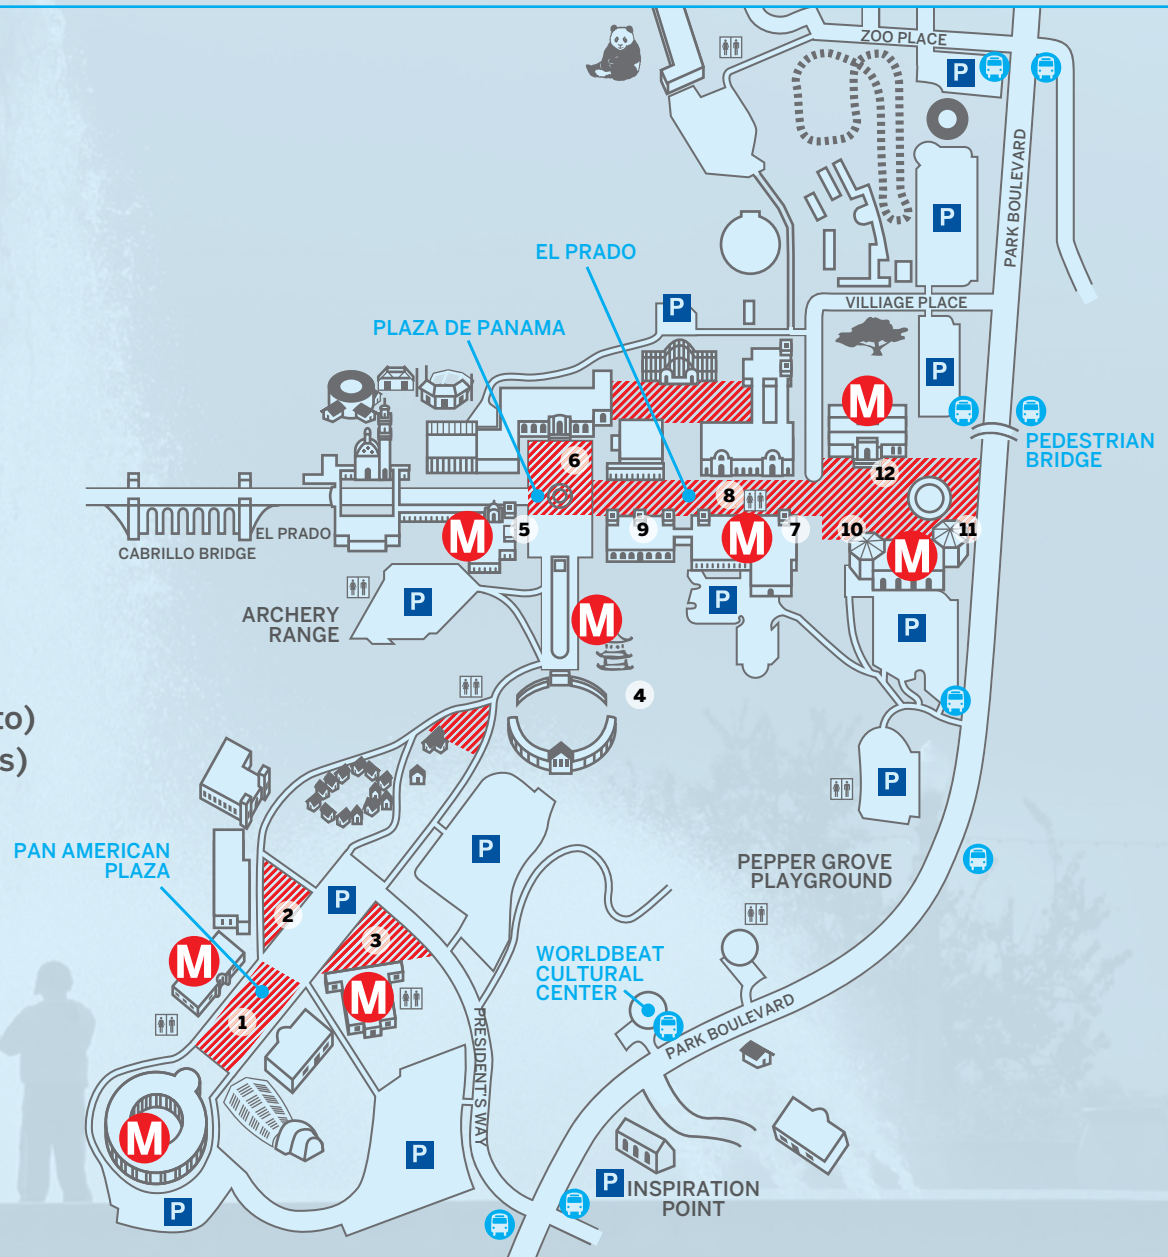 ZOO PLACE
P
P
PARK BOULEVARD
EL PRADO
P
VILLIAGE PLACE
PLAZA DE PANAMA
P
M
PEDESTRIAN
BRIDGE
6
12
8
5
9
7
10
11
M
M
M
EL PRADO
CABRILLO BRIDGE
P
P
P
ARCHERY
RANGE
M
4
to)
s)
P
P
PEPPER GROVE
PLAYGROUND
PAN AMERICAN
PLAZA
P
2
3
M
M
WORLDBEAT
CULTURAL
CENTER
1
PARK BOULEVARD
PRESIDENT'S WAY
M
P
P
P
INSPIRATION
POINT